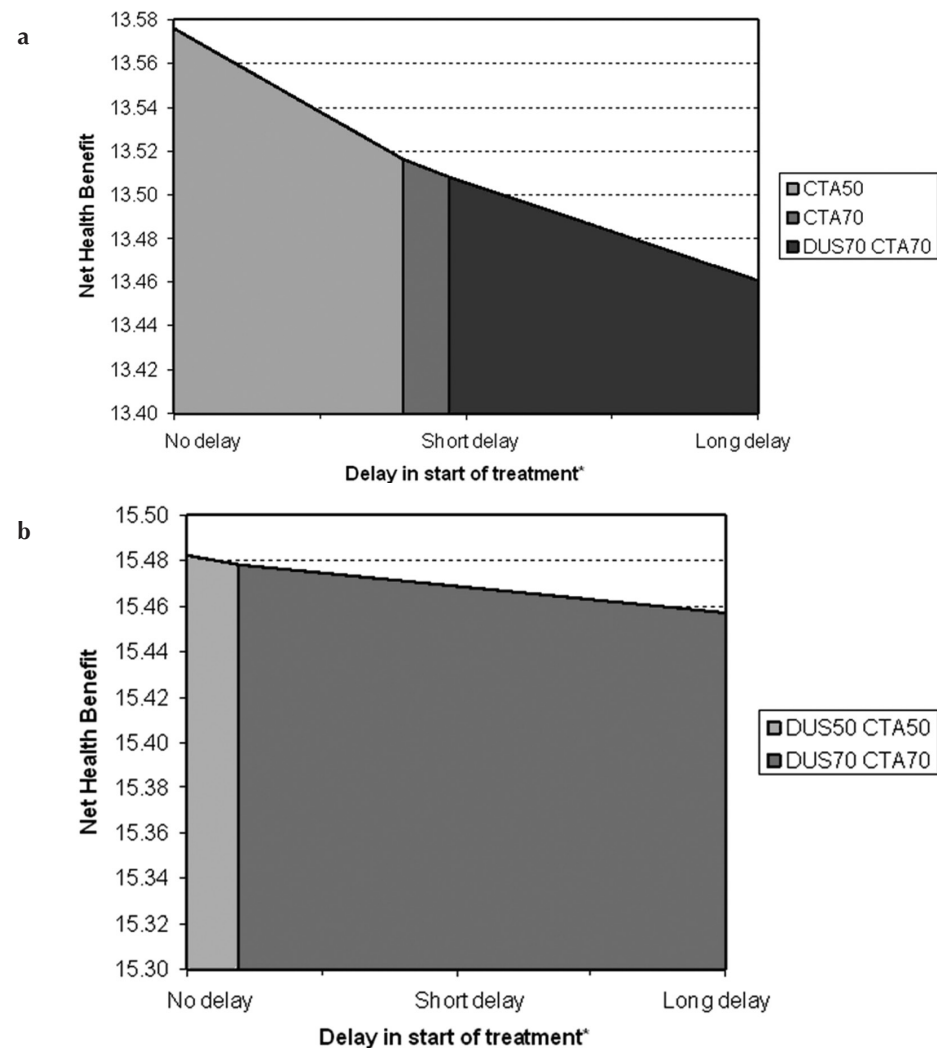 a
13.58
13.56
13.54
13.52
13.50
13.48
13.46
13.44
13.42
13.40
Net Health Benefit
No delay Short delay Long delay
Delay in start of treatment*
CTA50
CTA70
DUS70 CTA70
b
15.50
15.48
15.46
15.44
15.42
15.40
15.38
15.36
15.34
15.32
15.30
Net Health Benefit
No delay Short delay Long delay
Delay in start of treatment*
DUS50 CTA50
DUS70 CTA70